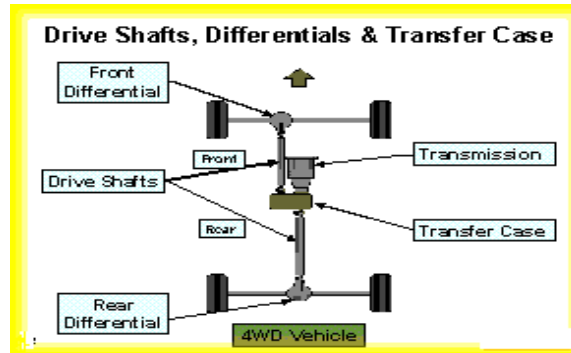 Drive Shafts, Differentials & Transfer Case
Front
Differential
Front
Transmission
Drive Shafts
Rear
Transfer Case
Rear
Differential
4WD Vehicle